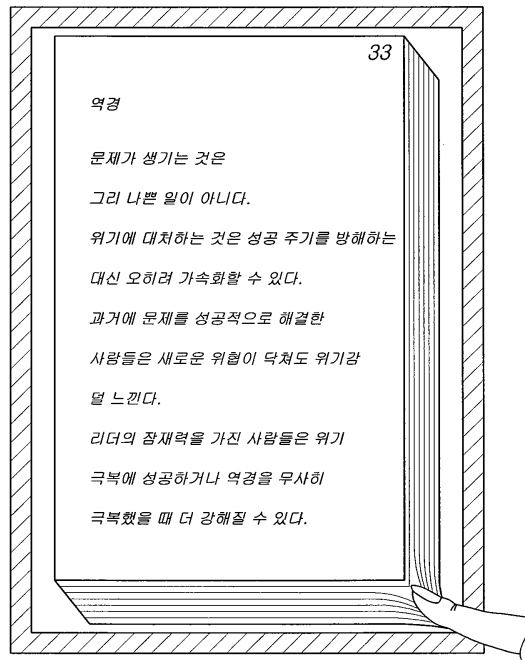 33
역경
문제가 생기는 것은
그리 나쁜 일이 아니다.
위기에 대처하는 것은 성공 주기를 방해하는
대신 오히려 가속화할 수 있다.
과거에 문제를 성공적으로 해결한
사람들은 새로운 위협이 닥쳐도 위기감
덜 느낀다.
리더의 잠재력을 가진 사람들은 위기
극복에 성공하거나 역경을 무사히
극복했을 때 더 강해질 수 있다.